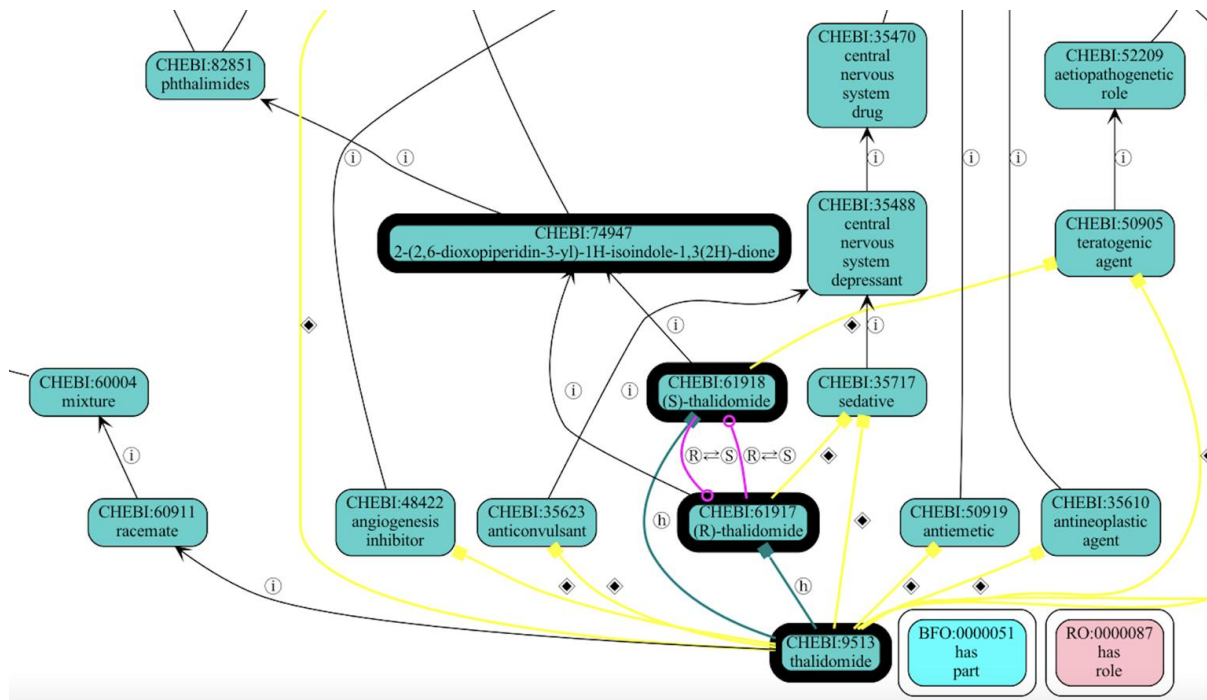 CHEBI:82851
phthalimides
CHEBI:35470
central
nervous
system
drug
CHEBI:52209
aetiopathogenetic
role
i
i
i
i
i
i
CHEBI:74947
2-(2,6-dioxopiperidin-3-yl)-1H-isoindole-1,3(2H)-dione
CHEBI:35488
central
nervous
system
depressant
CHEBI:50905
teratogenic
agent
i
i
CHEBI:60004
mixture
CHEBI:61918
(S)-thalidomide
CHEBI:35717
sedative
i
i
R⇄S
R⇄S
i
CHEBI:60911
racemate
CHEBI:48422
angiogenesis
inhibitor
CHEBI:35623
anticonvulsant
h
CHEBI:61917
(R)-thalidomide
CHEBI:50919
antiemetic
CHEBI:35610
antineoplastic
agent
i
h
CHEBI:9513
thalidomide
BFO:0000051
has
part
RO:0000087
has
role